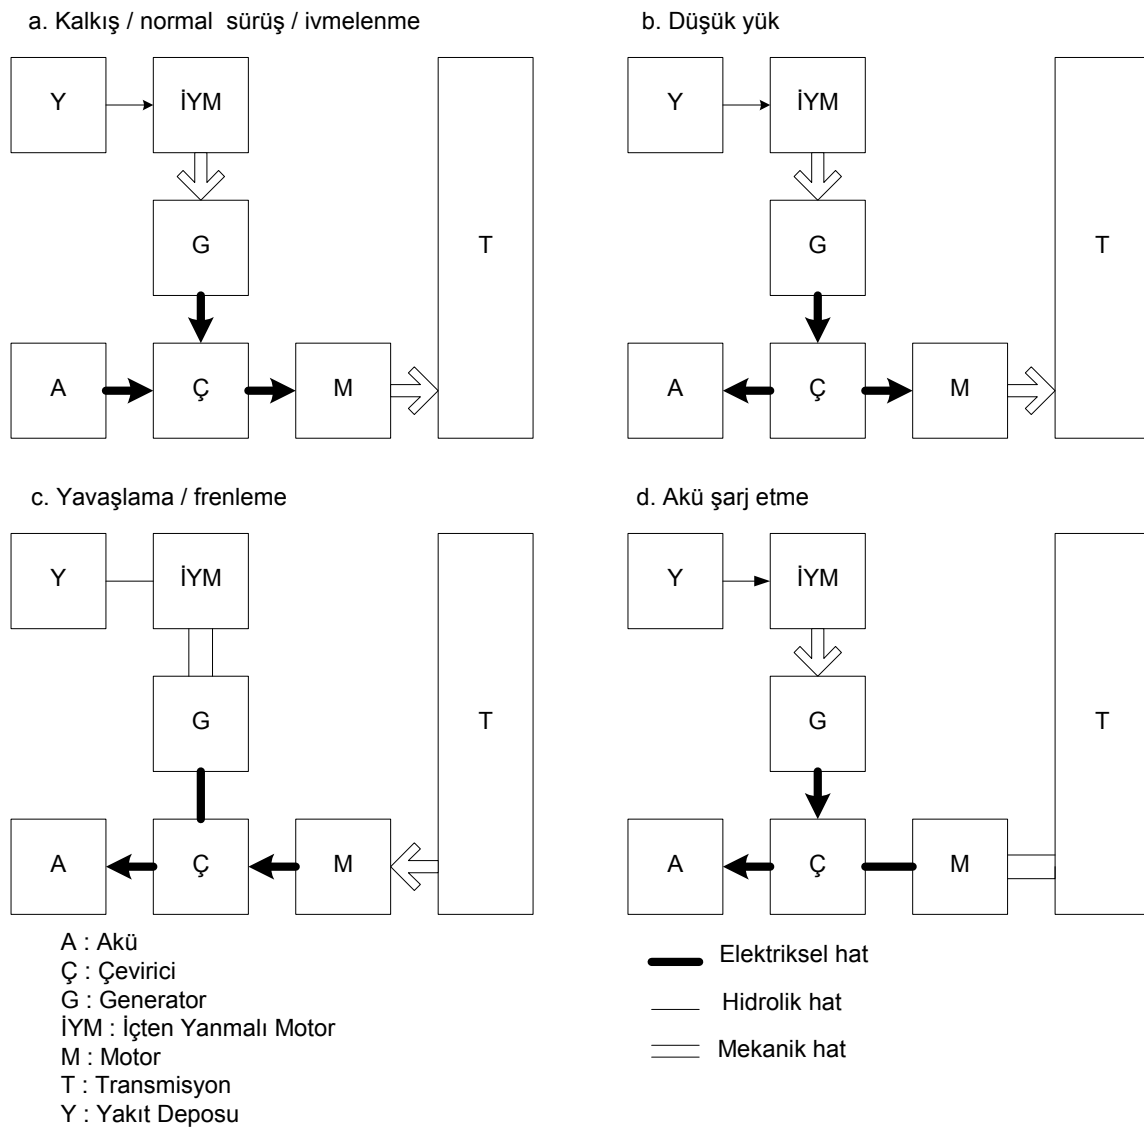 a. Kalkış / normal sürüş / ivmelenme
Y
İYM
G
T
A
Ç
M
b. Düşük yük
Y
İYM
G
T
A
Ç
M
c. Yavaşlama / frenleme
Y
İYM
G
T
A
Ç
M
d. Akü şarj etme
Y
İYM
G
T
A
Ç
M
A : Akü
Ç : Çevirici
G : Generator
İYM : İçten Yanmalı Motor
M : Motor
T : Transmisyon
Y : Yakıt Deposu
Elektriksel hat
Hidrolik hat
Mekanik hat